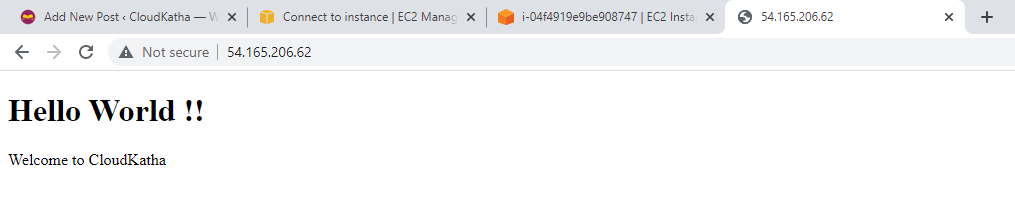 Add New Post ‹ CloudKatha — W
Connect to instance | EC2 Manag
i-04f4919e9be908747 | EC2 Insta
54.165.206.62
Not secure
54.165.206.62
Hello World !!
Welcome to CloudKatha